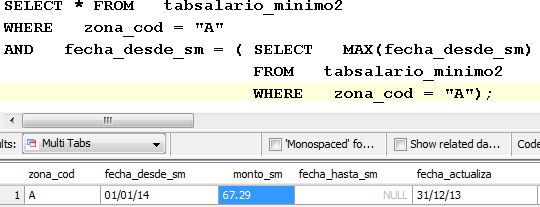 SELECT * FROM tabsalario_minimo2
WHERE zona_cod = "A"
AND fecha_desde_sm = ( SELECT MAX(fecha_desde_sm)
FROM tabsalario_minimo2
WHERE zona_cod = "A");
ults: Multi Tabs 'Monospaced' fo... Show related da... Code
zona_cod fecha_desde_sm monto_sm fecha_hasta_sm fecha_actualiza
1 A 01/01/14 67.29 NULL 31/12/13